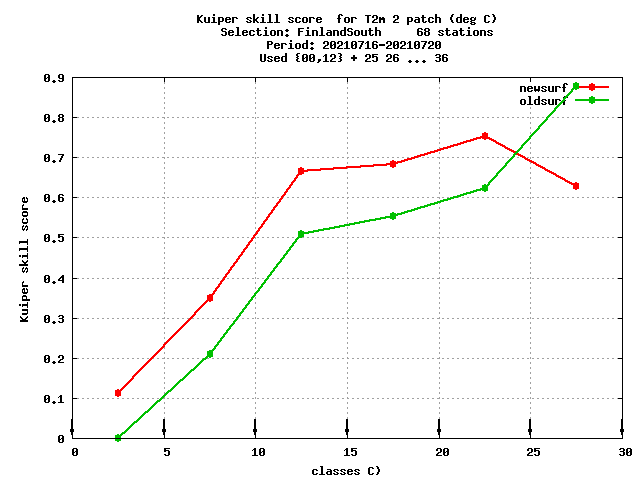 Kuiper skill score  for T2m 2 patch (deg C)
Selection: FinlandSouth     68 stations
Period: 20210716-20210720
Used {00,12} + 25 26 ... 36
newsurf
oldsurf
0.9
0.8
0.7
0.6
0.5
0.4
0.3
0.2
0.1
0
Kuiper skill score
0 5 10 15 20 25 30
classes C)